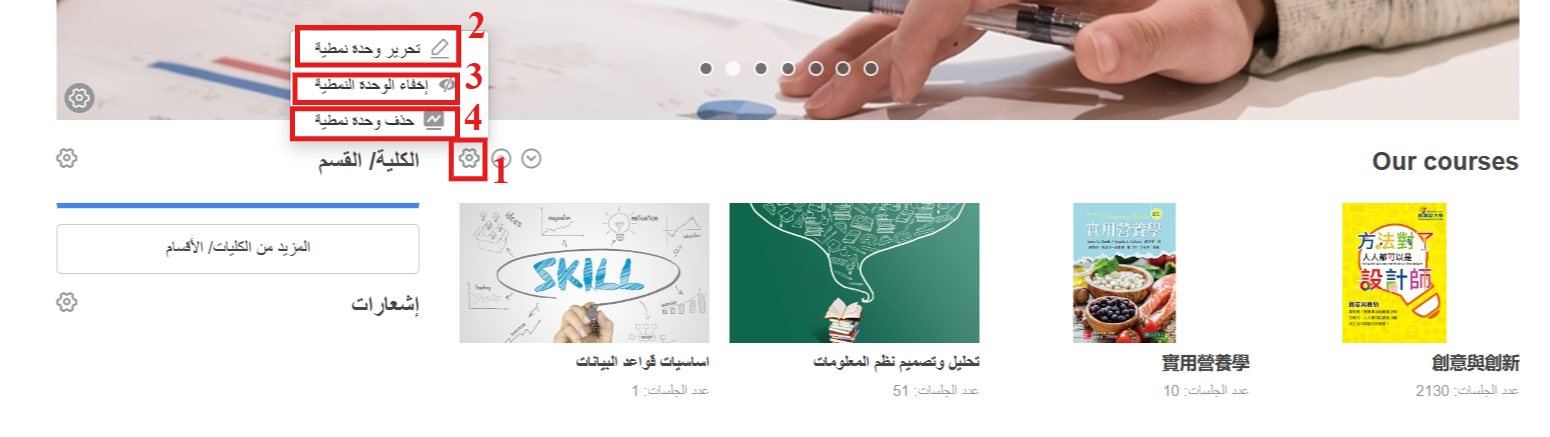 2
تحرير وحدة نمطية
3
إخفاء الوحدة النمطية
4
حذف وحدة نمطية
1
Our courses
الكلية/ القسم
المزيد من الكليات/ الأقسام
إشعارات
SKILL
實用營養學
方法對了
人人都可以是
設計師
創意與創新
عدد الجلسات: 2130
實用營養學
عدد الجلسات: 10
تحليل وتصميم نظم المعلومات
عدد الجلسات: 51
اساسيات قواعد البيانات
عدد الجلسات: 1